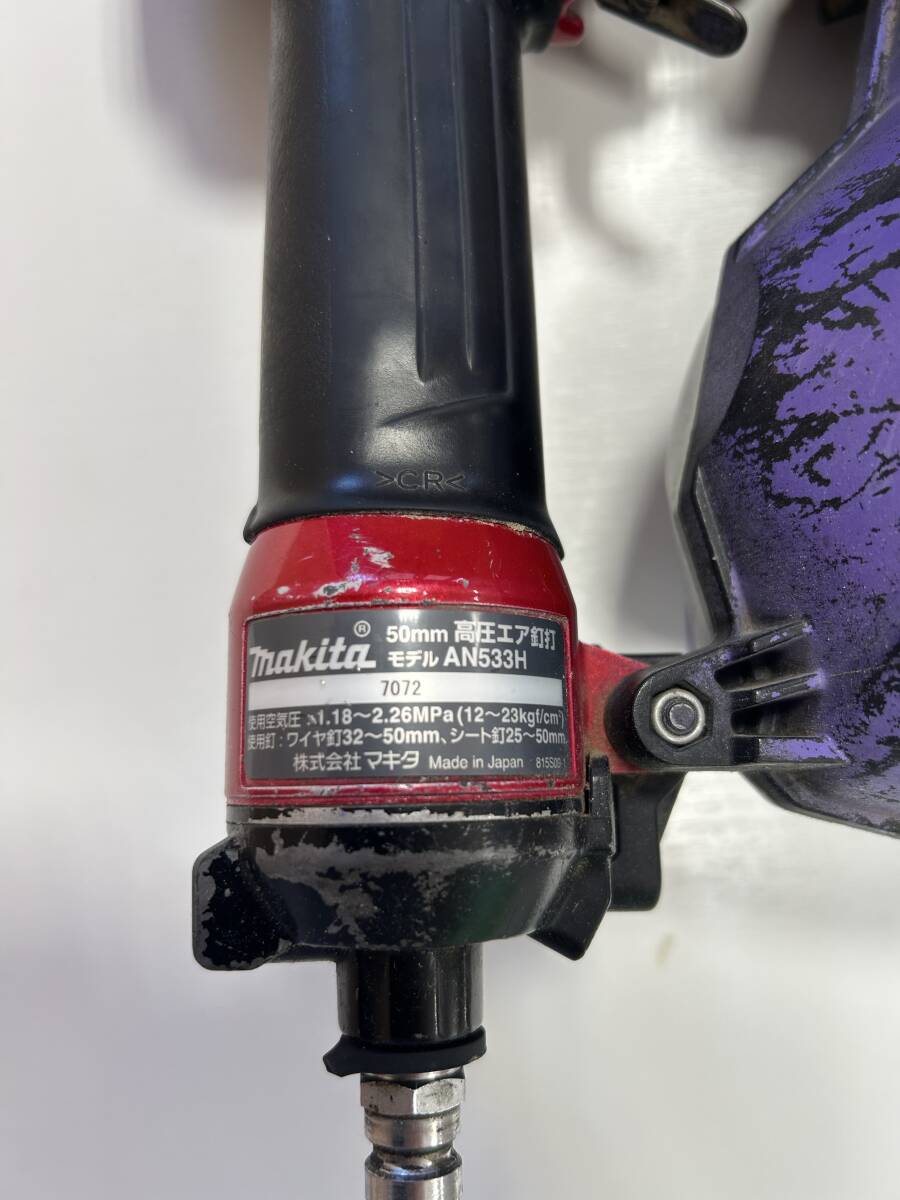 >CR<
makita® 50mm 高圧エア釘打
モデル AN533H
7072
使用空気圧 1.18～2.26MPa (12～23kgf/cm²)
使用釘：ワイヤ釘32～50mm、シート釘25～50mm
株式会社マキタ Made in Japan